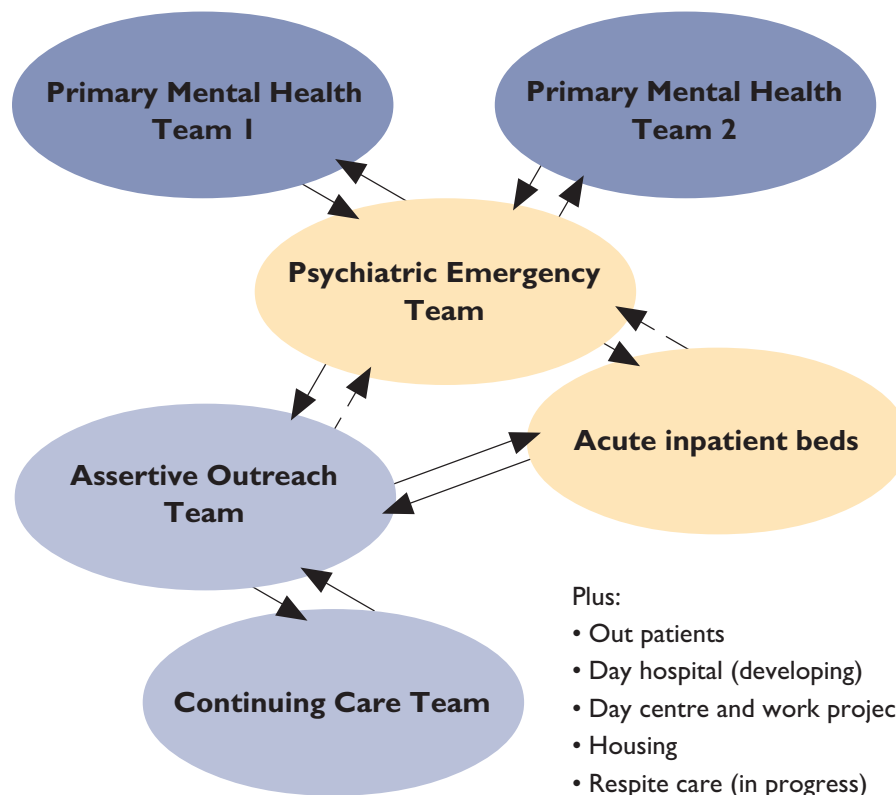 Primary Mental Health
Team 1
Primary Mental Health
Team 2
Psychiatric Emergency
Team
Acute inpatient beds
Assertive Outreach
Team
Continuing Care Team
Plus:
• Out patients
• Day hospital (developing)
• Day centre and work projec
• Housing
• Respite care (in progress)